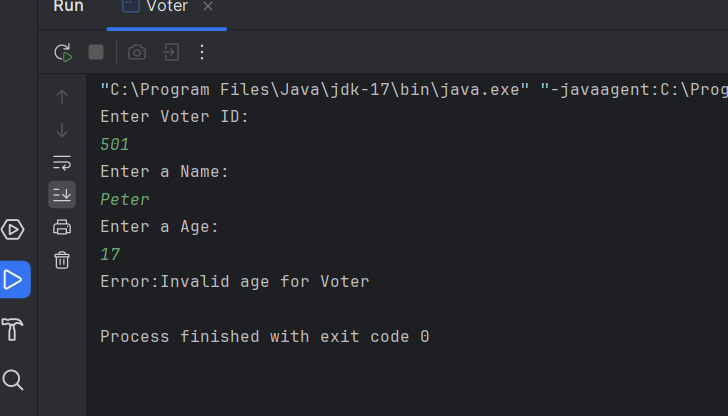 Run
Voter
"C:\Program Files\Java\jdk-17\bin\java.exe" "-javaagent:C:\Prog
Enter Voter ID:
501
Enter a Name:
Peter
Enter a Age:
17
Error:Invalid age for Voter
Process finished with exit code 0